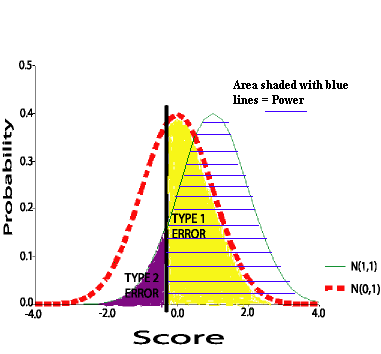 Area shaded with blue
lines = Power
0.5
0.4
0.3
0.2
0.1
0.0
Probability
TYPE 1
ERROR
TYPE 2
ERROR
-4.0
-2.0
0.0
2.0
4.0
Score
N(1,1)
N(0,1)